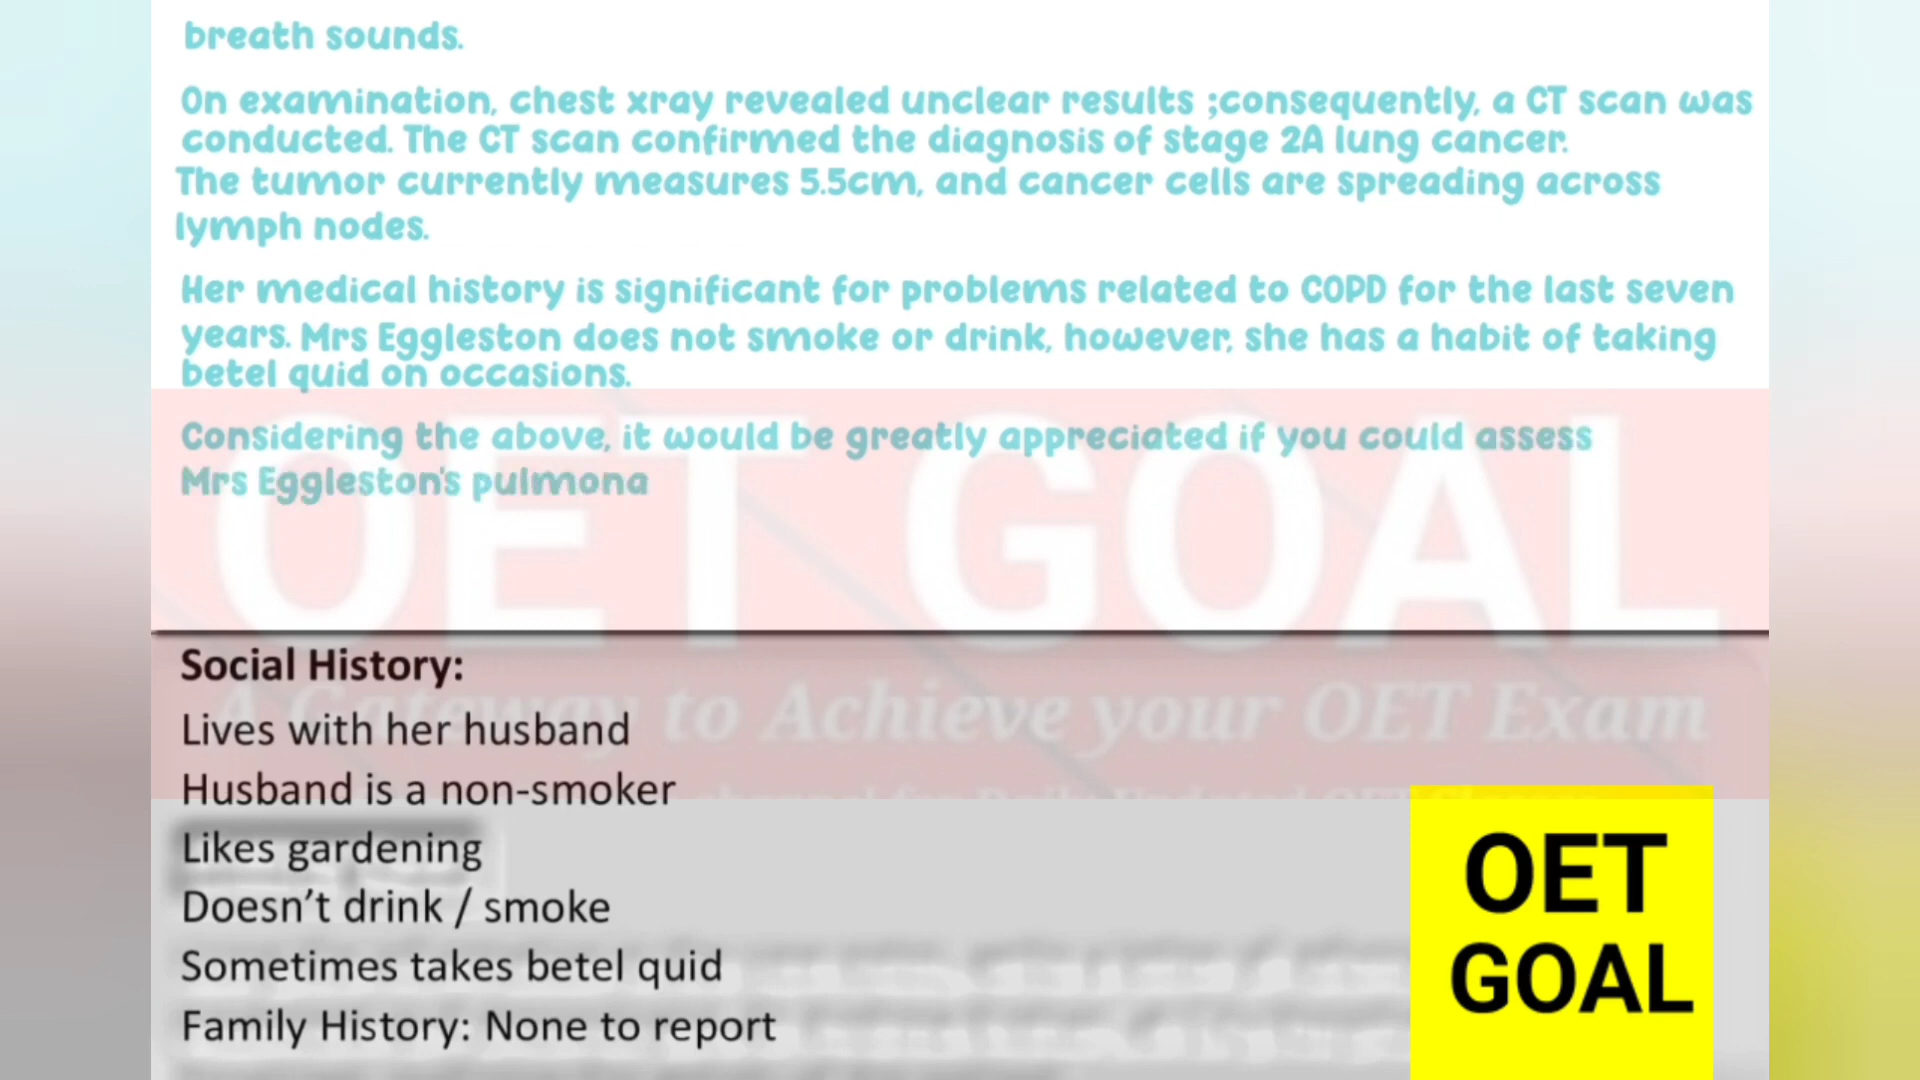 breath sounds.
On examination, chest xray revealed unclear results ;consequently, a CT scan was
conducted. The CT scan confirmed the diagnosis of stage 2A lung cancer.
The tumor currently measures 5.5cm, and cancer cells are spreading across
lymph nodes.
Her medical history is significant for problems related to COPD for the last seven
years. Mrs Eggleston does not smoke or drink, however, she has a habit of taking
betel quid on occasions.
Considering the above, it would be greatly appreciated if you could assess
Mrs Eggleston's pulmona
OET GOAL
Social History:
A Gateway to Achieve your OET Exam
Lives with her husband
Husband is a non-smoker
Likes gardening
Doesn’t drink / smoke
Sometimes takes betel quid
Family History: None to report
OET
GOAL